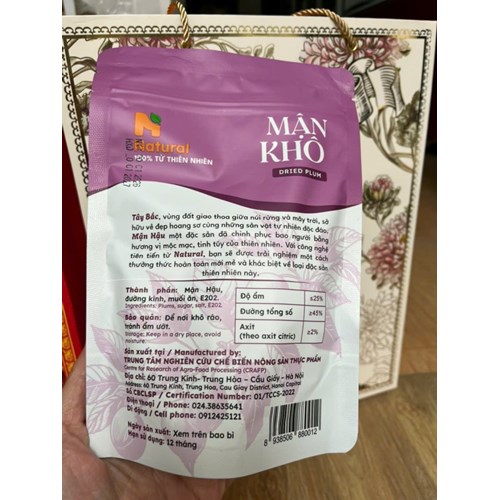 Natural
100% TỪ THIÊN NHIÊN
MẬN
KHÔ
DRIED PLUM
Tây Bắc, vùng đất giao thoa giữa núi rừng và mây trời, sở
hữu vẻ đẹp hoang sơ cùng những sản vật tự nhiên độc đáo.
Mận Hậu một đặc sản đã chinh phục bao người bằng
hương vị mộc mạc, tinh túy của thiên nhiên. Với công nghệ
tiên tiến từ Natural, bạn sẽ được trải nghiệm một cách
thưởng thức hoàn toàn mới mẻ và khác biệt về loại đặc sản
thiên nhiên này.
Thành phần: Mận Hậu,
đường kính, muối ăn, E202.
Ingredients: Plums, sugar, salt, E202.
Bảo quản: Để nơi khô ráo,
tránh ẩm ướt.
Storage: Keep in a dry place, avoid
moisture.
Độ ẩm ≤25%
Đường tổng số ≥45%
Axit
(theo axit citric) ≤2%
Sản xuất tại / Manufactured by:
TRUNG TÂM NGHIÊN CỨU CHẾ BIẾN NÔNG SẢN THỰC PHẨM
Centre for Research of Agro-Food Processing (CRAFP)
Địa chỉ: 60 Trung Kính- Trung Hòa – Cầu Giấy – Hà Nội
Address: 60 Trung Kinh, Trung Hoa, Cau Giay District, Hanoi Capital
Số CBCLSP / Certification Number: 01/TCCS-2022
Điện thoại / Phone: 024.38635641
Di động / Cell phone: 0912425121
Ngày sản xuất: Xem trên bao bì
Hạn sử dụng: 12 tháng
8 938506 880012